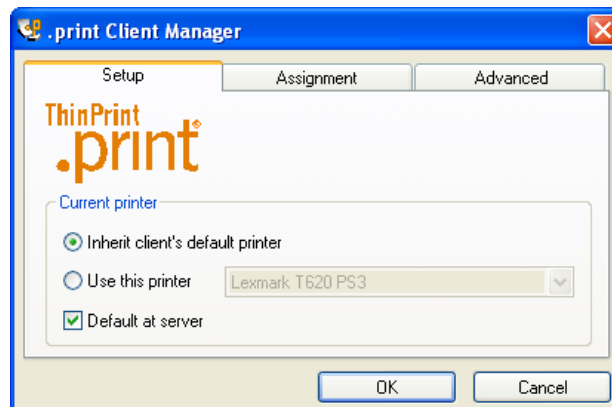 .print Client Manager
Setup Assignment Advanced
ThinPrint
.print®
Current printer
Inherit client's default printer
Use this printer Lexmark T620 PS3
Default at server
OK Cancel